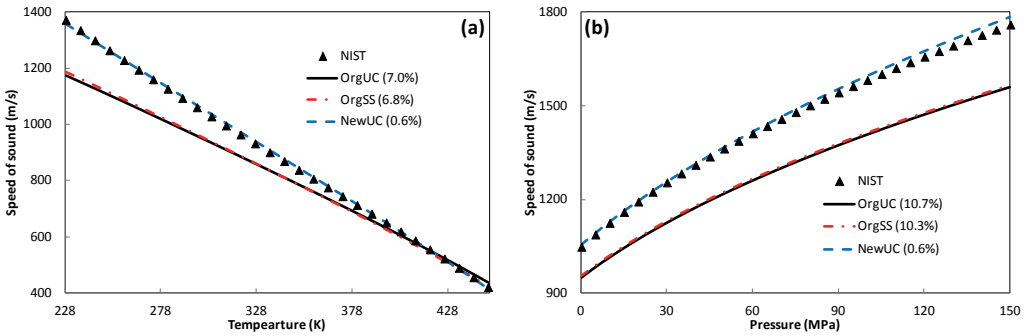 (a)
1400
1200
1000
800
600
400
Speed of sound (m/s)
NIST
OrgUC (7.0%)
OrgSS (6.8%)
NewUC (0.6%)
228
278
328
378
428
Tempearture (K)
(b)
1800
1500
1200
900
Speed of sound (m/s)
NIST
OrgUC (10.7%)
OrgSS (10.3%)
NewUC (0.6%)
0
30
60
90
120
150
Pressure (MPa)